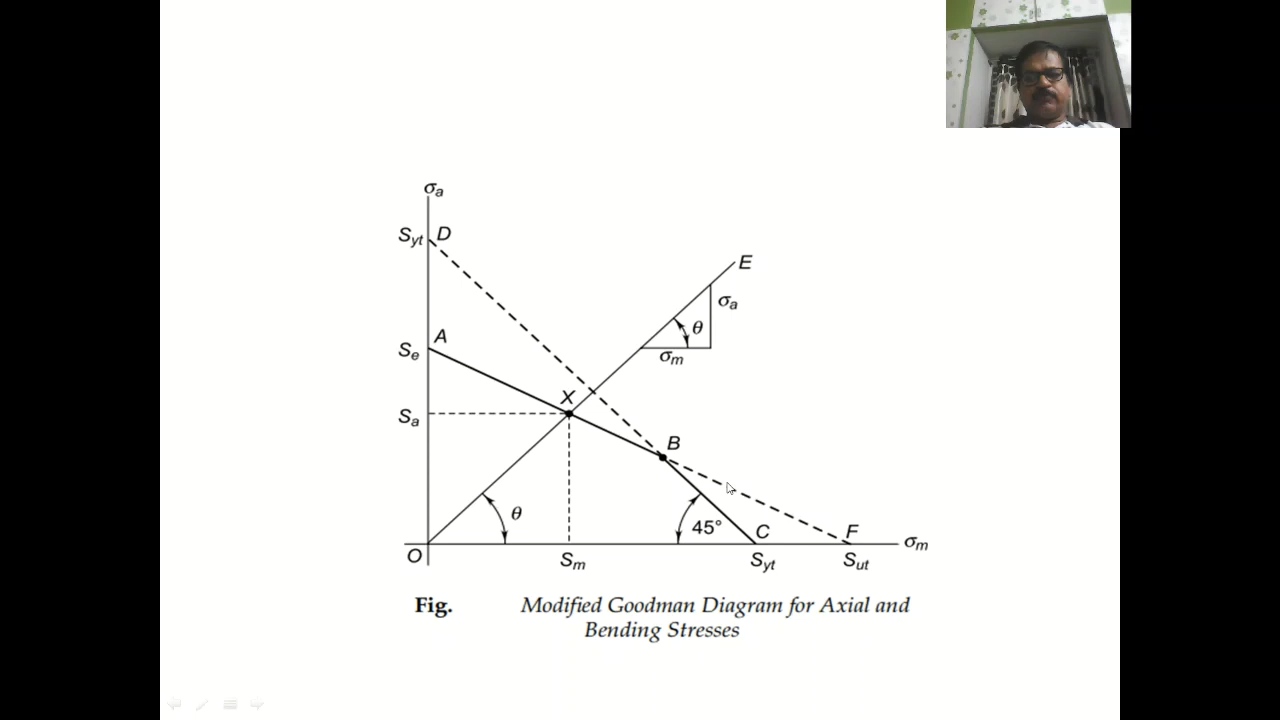 σa
Syt D
E
σa
θ
σm
A
Se
X
Sa
B
θ
45°
C
F
O
Sm
Syt
Sut
σm
Fig. Modified Goodman Diagram for Axial and
Bending Stresses